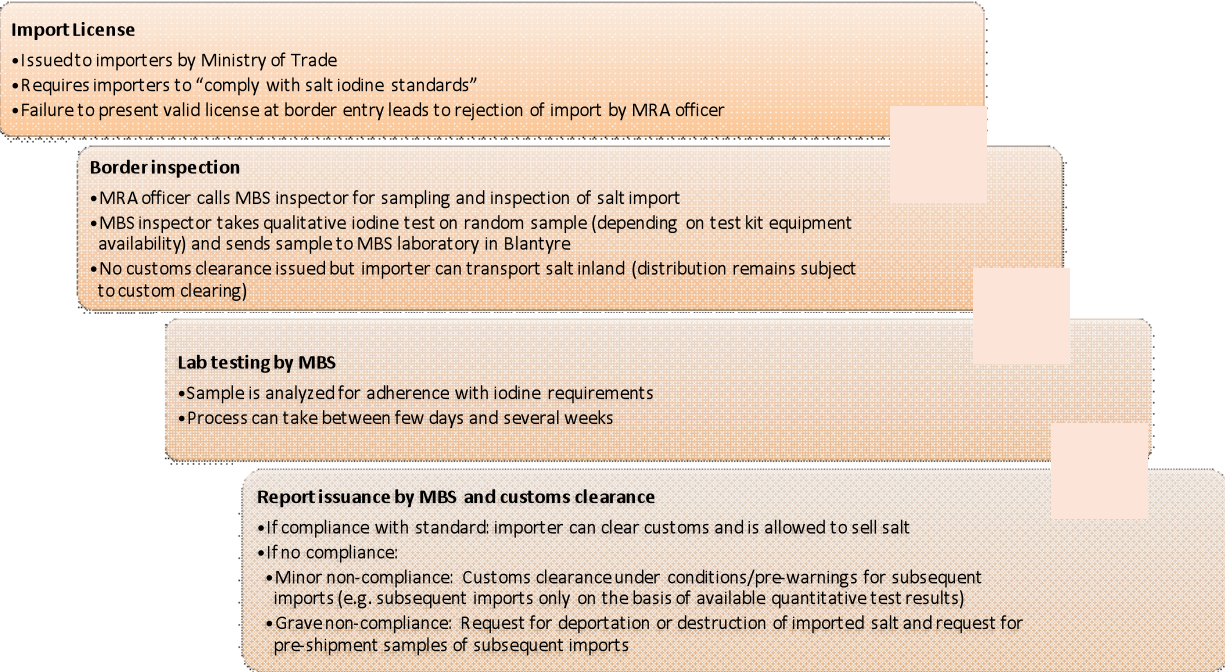 Import License
•Issued to importers by Ministry of Trade
•Requires importers to “comply with salt iodine standards”
•Failure to present valid license at border entry leads to rejection of import by MRA officer
Border inspection
•MRA officer calls MBS inspector for sampling and inspection of salt import
•MBS inspector takes qualitative iodine test on random sample (depending on test kit equipment
availability) and sends sample to MBS laboratory in Blantyre
•No customs clearance issued but importer can transport salt inland (distribution remains subject
to custom clearing)
Lab testing by MBS
•Sample is analyzed for adherence with iodine requirements
•Process can take between few days and several weeks
Report issuance by MBS and customs clearance
•If compliance with standard: importer can clear customs and is allowed to sell salt
•If no compliance:
•Minor non-compliance: Customs clearance under conditions/pre-warnings for subsequent
imports (e.g. subsequent imports only on the basis of available quantitative test results)
•Grave non-compliance: Request for deportation or destruction of imported salt and request for
pre-shipment samples of subsequent imports